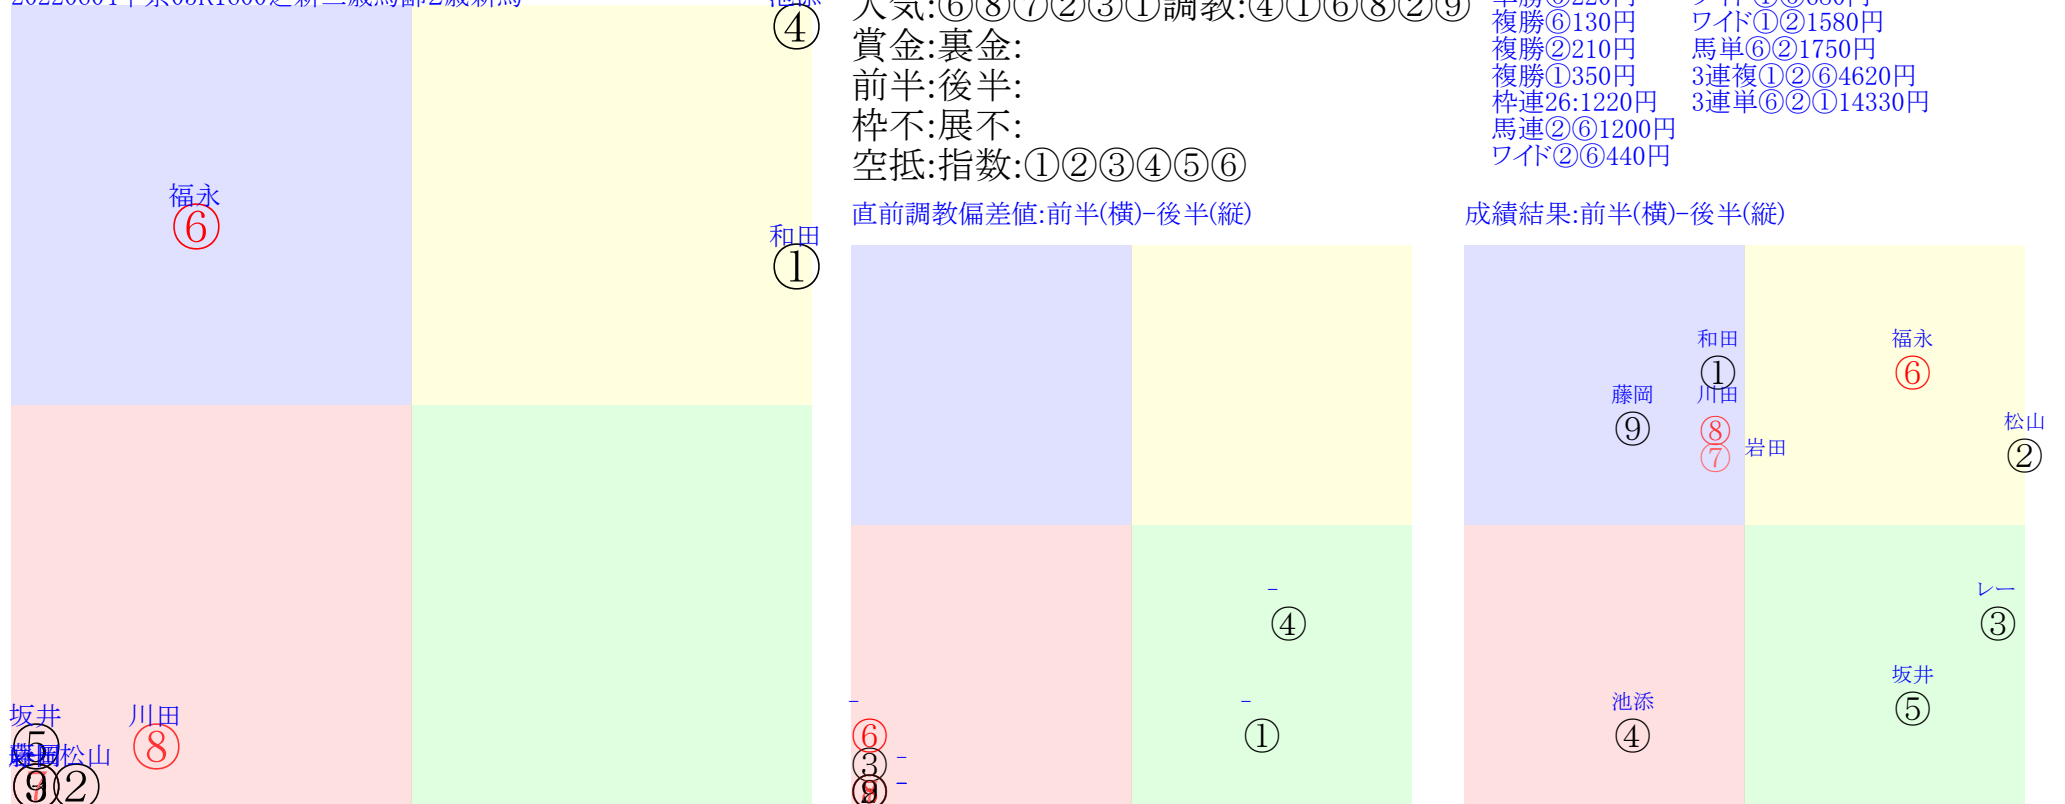 人気:⑥⑧⑦②③①調教:④①⑥⑧②⑨
賞金:裏金:
前半:後半:
枠不:展不:
空抵:指数:①②③④⑤⑥
複勝⑥130円
複勝②210円
複勝①350円
枠連26:1220円
馬連②⑥1200円
ワイド②⑥440円
ワイド①②1580円
馬単⑥②1750円
3連複①②⑥4620円
3連単⑥②①14330円
④
福永
⑥
和田
①
坂井
⑤
川田
⑧
松山
⑨②
直前調教偏差値:前半(横)-後半(縦)
-
④
-
⑥
-
①
③ -
-
成績結果:前半(横)-後半(縦)
和田
①
福永
⑥
藤岡
⑨
川田
⑧
⑦
岩田
松山
②
レー
③
坂井
⑤
池添
④